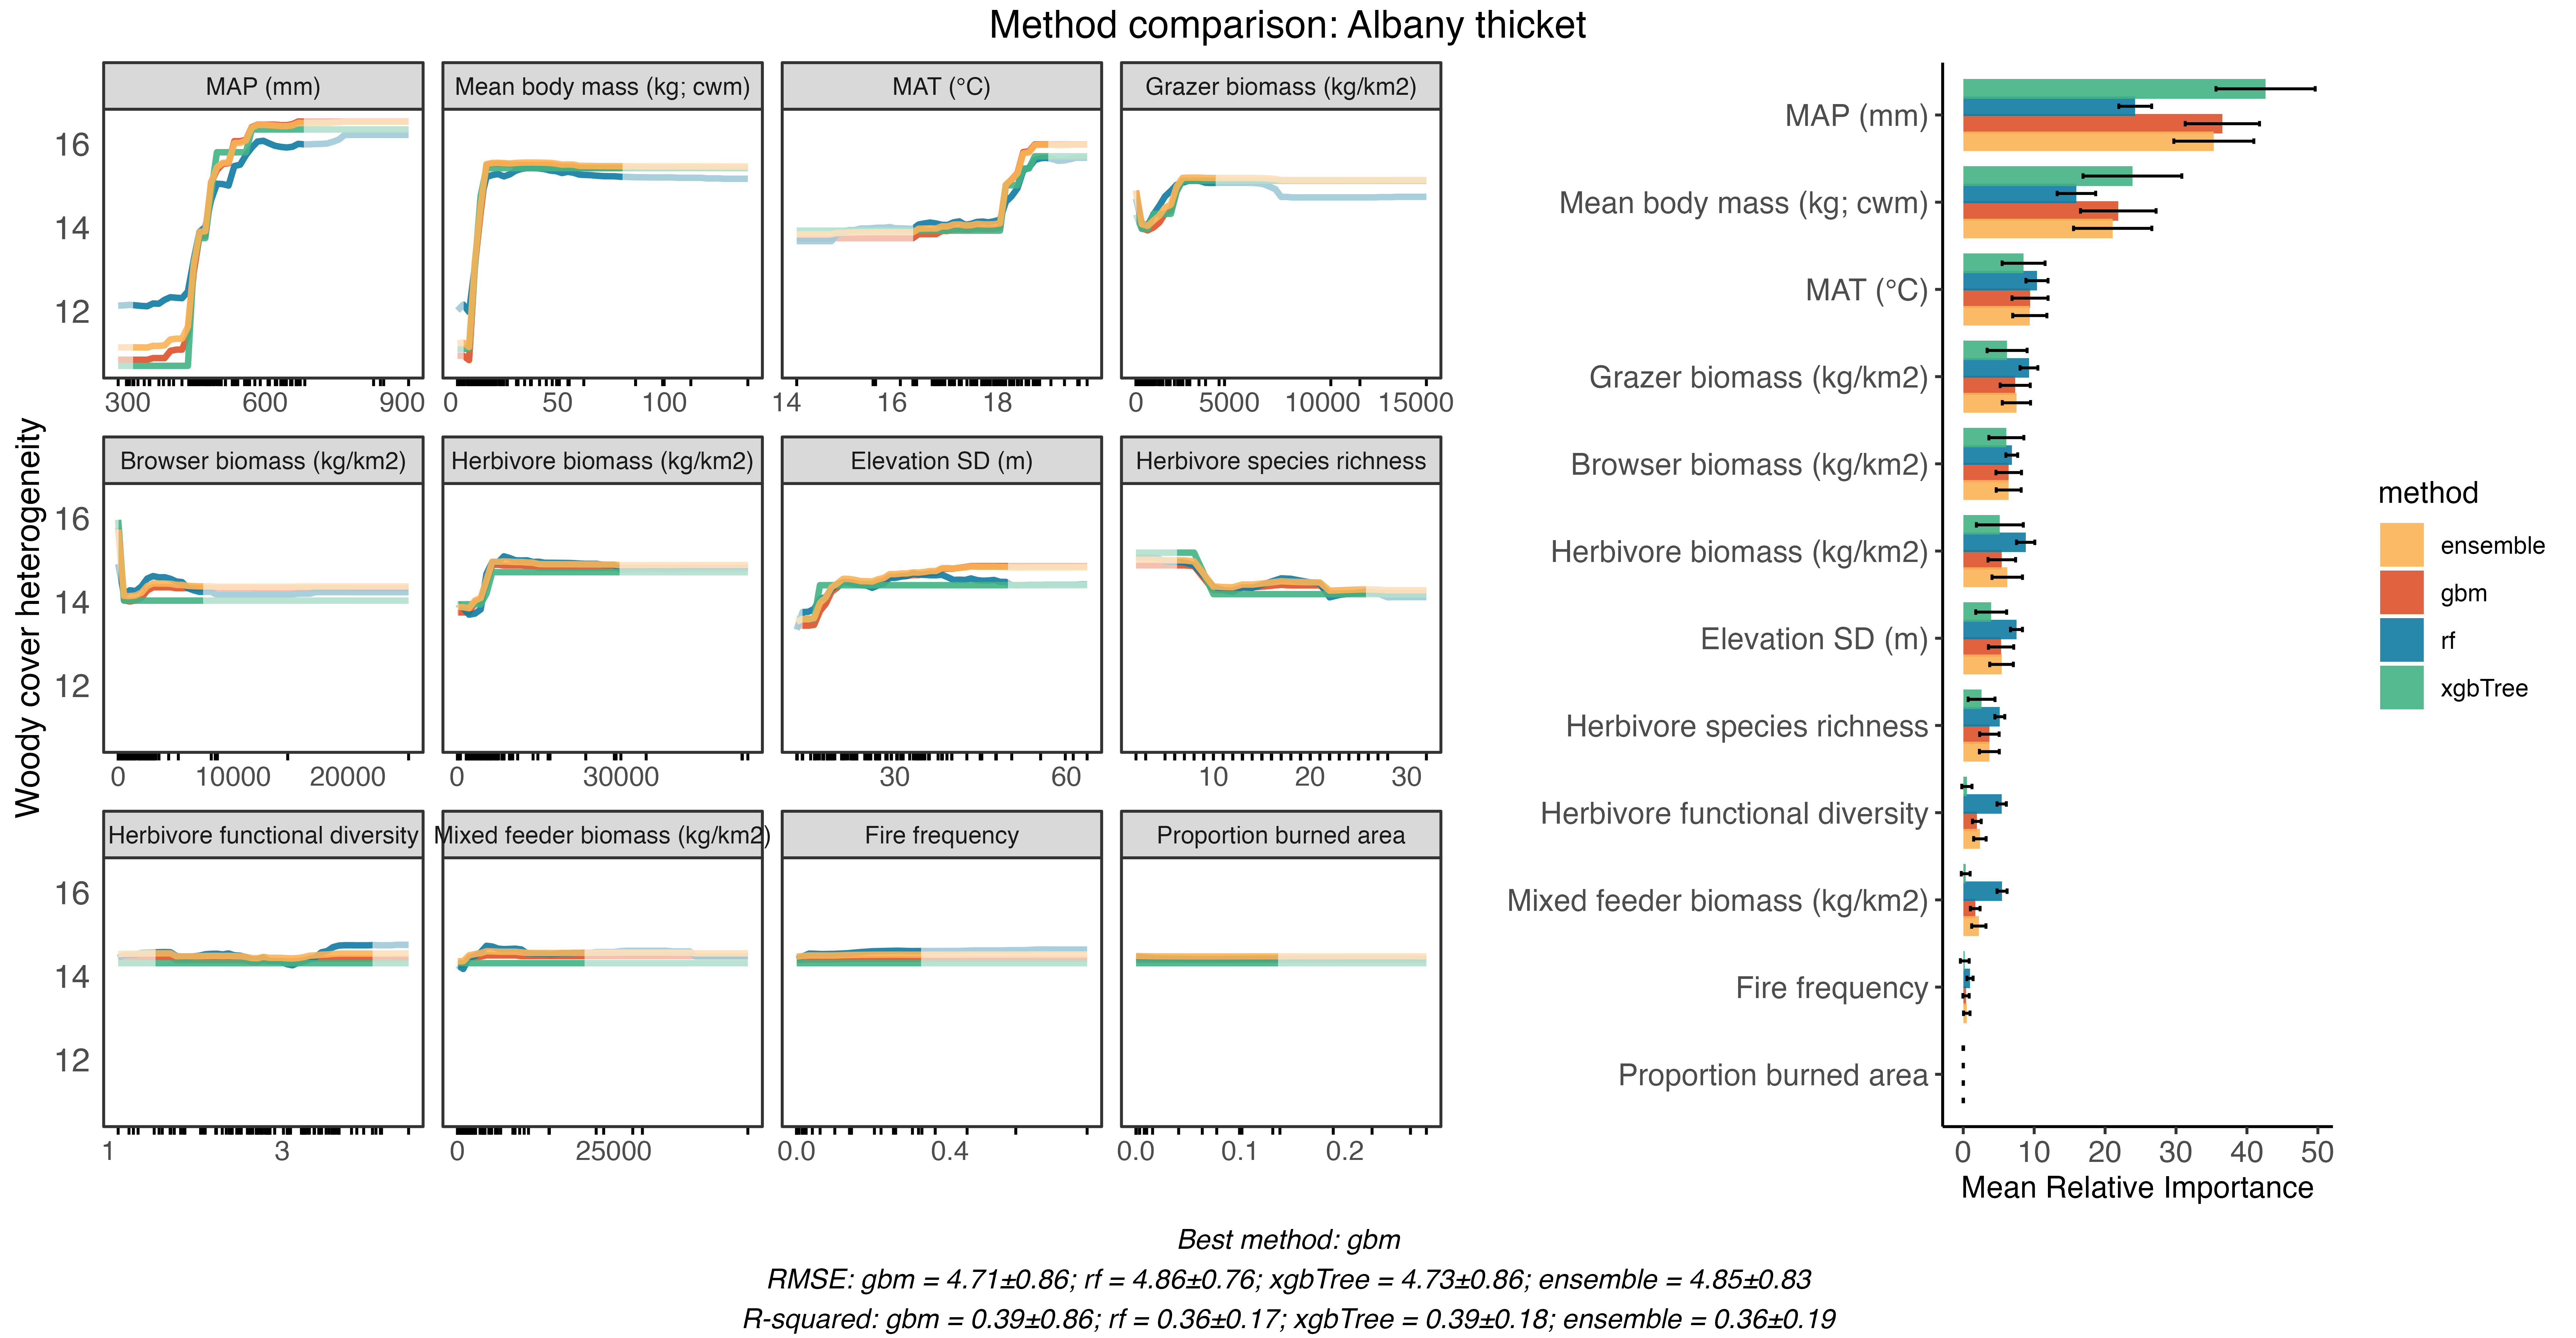 Method comparison: Albany thicket
MAP (mm)
Mean body mass (kg; cwm)
MAT (°C)
Grazer biomass (kg/km2)
16
14
12
300 600 900
0 50 100
14 16 18
0 5000 10000 15000
Woody cover heterogeneity
Browser biomass (kg/km2)
Herbivore biomass (kg/km2)
Elevation SD (m)
Herbivore species richness
16
14
12
0 10000 20000
0 30000
30 60
10 20 30
Herbivore functional diversity
Mixed feeder biomass (kg/km2)
Fire frequency
Proportion burned area
16
14
12
1 3
0 25000
0.0 0.4
0.0 0.1 0.2
MAP (mm)
Mean body mass (kg; cwm)
MAT (°C)
Grazer biomass (kg/km2)
Browser biomass (kg/km2)
Herbivore biomass (kg/km2)
Elevation SD (m)
Herbivore species richness
Herbivore functional diversity
Mixed feeder biomass (kg/km2)
Fire frequency
Proportion burned area
0 10 20 30 40 50
Mean Relative Importance
method
ensemble
gbm
rf
xgbTree
Best method: gbm
RMSE: gbm = 4.71±0.86; rf = 4.86±0.76; xgbTree = 4.73±0.86; ensemble = 4.85±0.83
R-squared: gbm = 0.39±0.86; rf = 0.36±0.17; xgbTree = 0.39±0.18; ensemble = 0.36±0.19